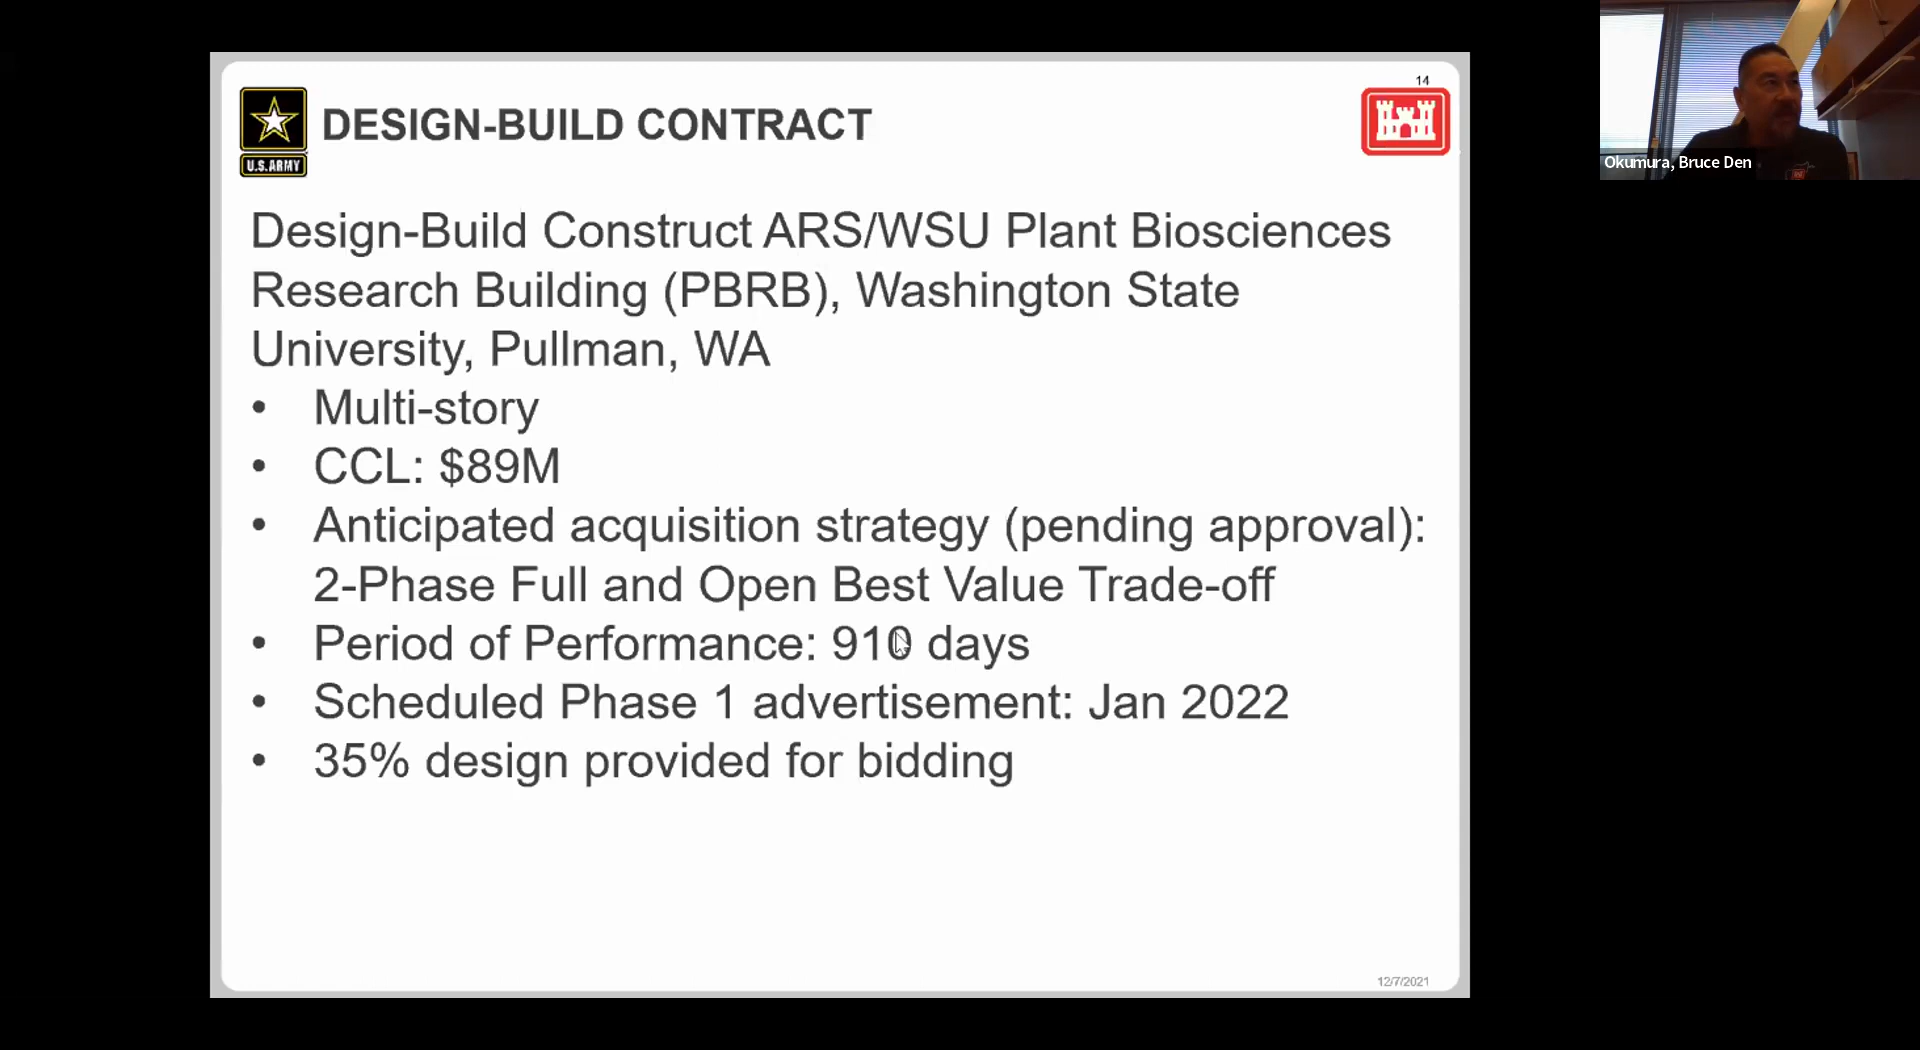 14
DESIGN-BUILD CONTRACT
U.S.ARMY
Okumura, Bruce Den
Design-Build Construct ARS/WSU Plant Biosciences
Research Building (PBRB), Washington State
University, Pullman, WA
• Multi-story
• CCL: $89M
• Anticipated acquisition strategy (pending approval):
2-Phase Full and Open Best Value Trade-off
• Period of Performance: 910 days
• Scheduled Phase 1 advertisement: Jan 2022
• 35% design provided for bidding
12/7/2021